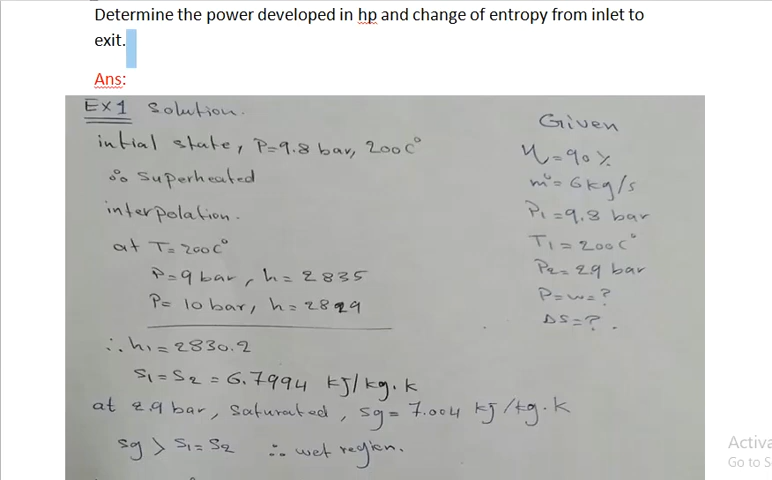 Determine the power developed in hp and change of entropy from inlet to
exit.
Ans:
Ex1 Solution.
intial state, P=9.8 bar, 200C°
∴ superheated
interpolation.
at T=200C°
P=9 bar, h=2835
P=10 bar, h=2829
∴ h1=2830.2
S1=S2=6.7994 kJ/kg.k
at 2.9 bar, saturated, sg=7.004 kJ/kg.k
sg > S1=S2 ∴ wet region.
Given
η=90%
m°=6kg/s
P1=9.8 bar
T1=200C°
P2=2.9 bar
P=w=?
ΔS=?.
Activa
Go to S